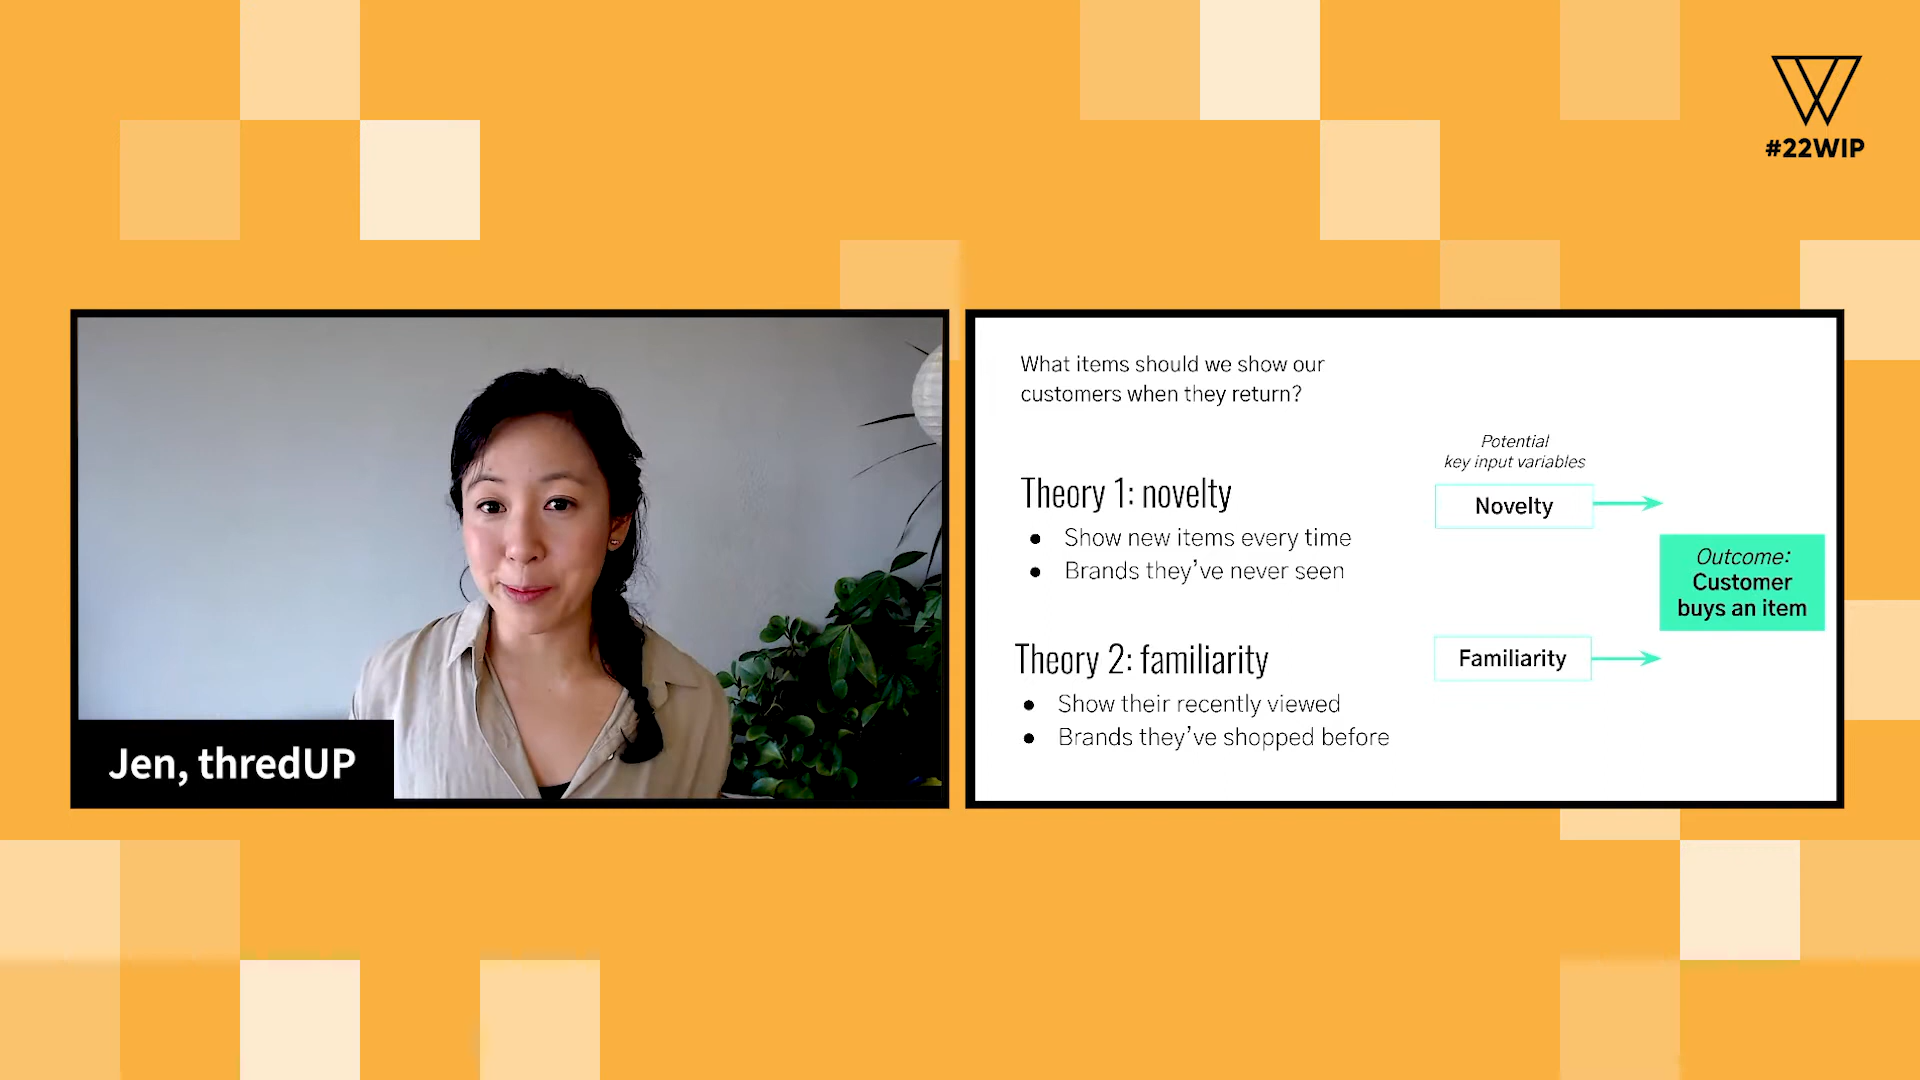 #22WIP
Jen, thredUP
What items should we show our
customers when they return?
Theory 1: novelty
● Show new items every time
● Brands they've never seen
Theory 2: familiarity
● Show their recently viewed
● Brands they've shopped before
Potential
key input variables
Novelty
Familiarity
Outcome:
Customer
buys an item